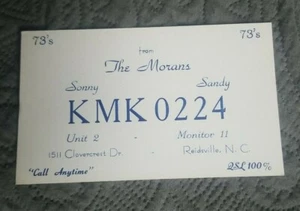 73's 73's
from
The Morans
Sonny Sandy
KMK 0224
Unit 2 - Monitor 11
1511 Clovercrest Dr. Reidsville, N. C.
"Call Anytime" QSL 100%